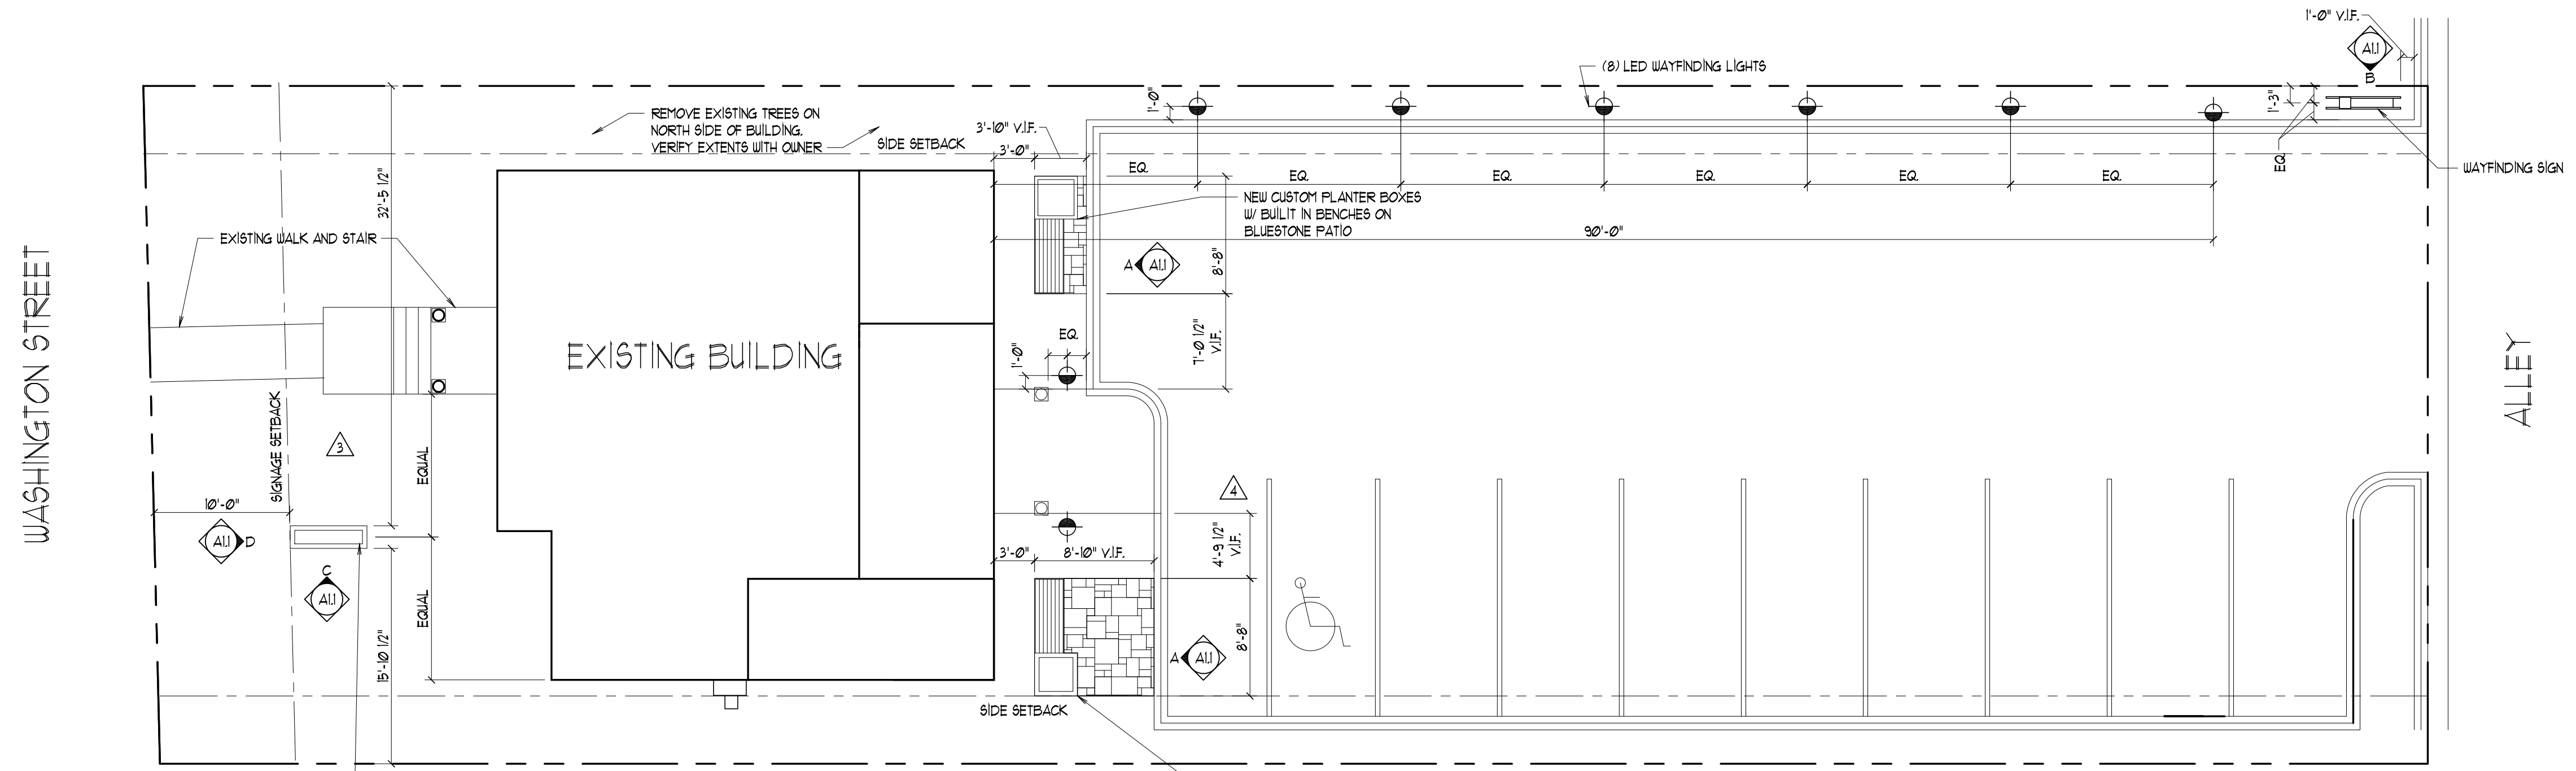 1'-0" V.I.F.
A1.1
B
(8) LED WAYFINDING LIGHTS
1'-0"
1'-3"
EQ.
WAYFINDING SIGN
REMOVE EXISTING TREES ON
NORTH SIDE OF BUILDING.
VERIFY EXTENTS WITH OWNER
SIDE SETBACK
3'-10" V.I.F.
3'-0"
EQ.
EQ.
EQ.
EQ.
EQ.
EQ.
NEW CUSTOM PLANTER BOXES
W/ BUILIT IN BENCHES ON
BLUESTONE PATIO
90'-0"
32'-5 1/2"
EXISTING WALK AND STAIR
A
A1.1
8'-8"
7'-0 1/2"
V.I.F.
EQ.
1'-0"
WASHINGTON STREET
EXISTING BUILDING
ALLEY
SIGNAGE SETBACK
3
EQUAL
10'-0"
A1.1
D
C
A1.1
EQUAL
15'-10 1/2"
4
3'-0"
8'-10" V.I.F.
4'-9 1/2"
V.I.F.
8'-8"
A
A1.1
SIDE SETBACK